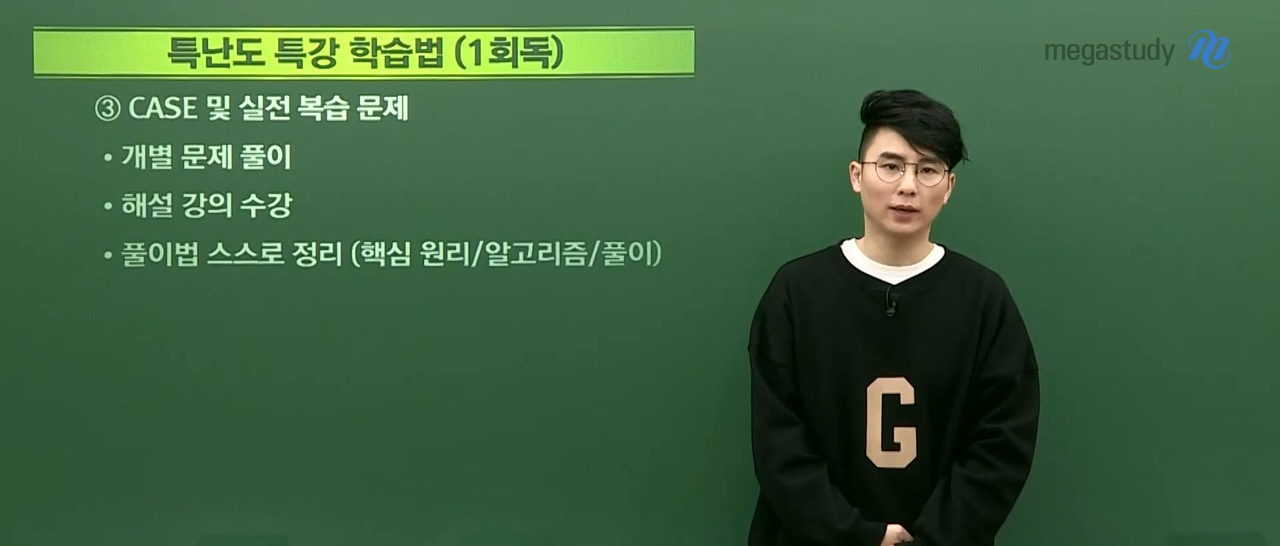 특난도 특강 학습법 (1회독)
megastudy
③ CASE 및 실전 복습 문제
• 개별 문제 풀이
• 해설 강의 수강
• 풀이법 스스로 정리 (핵심 원리/알고리즘/풀이)
G